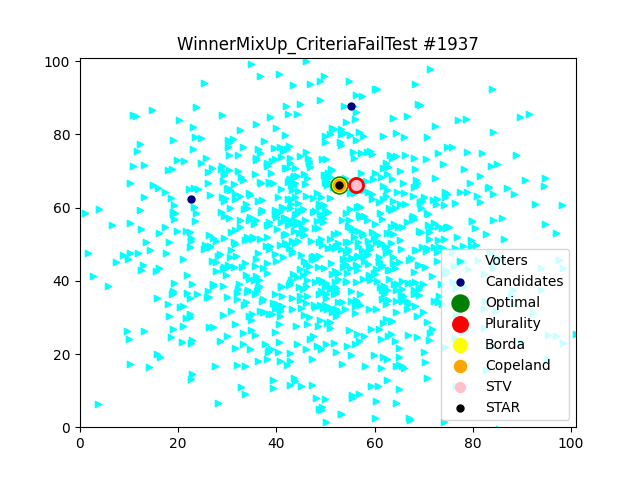 WinnerMixUp_CriteriaFailTest #1937
100
80
60
40
20
0
0 20 40 60 80 100
Voters
Candidates
Optimal
Plurality
Borda
Copeland
STV
STAR